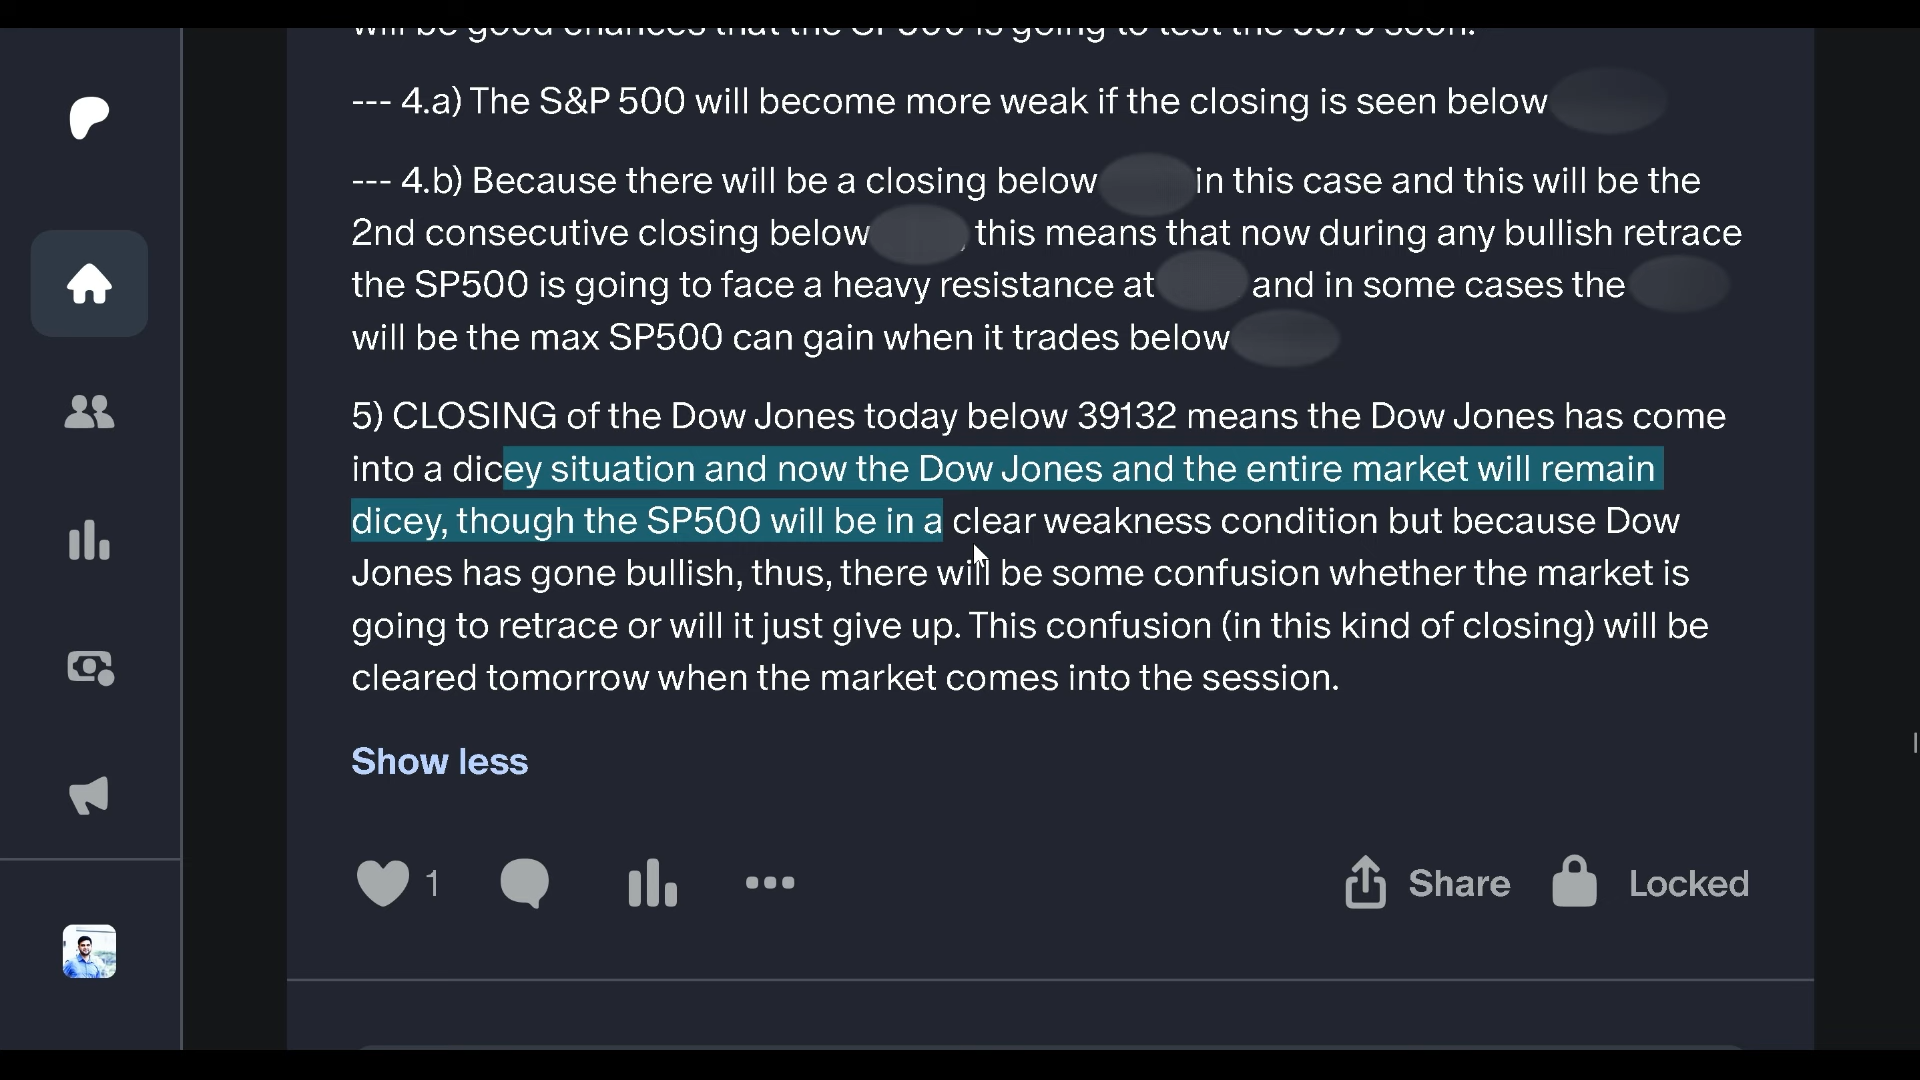 --- 4.a) The S&P 500 will become more weak if the closing is seen below
--- 4.b) Because there will be a closing below in this case and this will be the
2nd consecutive closing below , this means that now during any bullish retrace
the SP500 is going to face a heavy resistance at and in some cases the
will be the max SP500 can gain when it trades below
5) CLOSING of the Dow Jones today below 39132 means the Dow Jones has come
into a dicey situation and now the Dow Jones and the entire market will remain
dicey, though the SP500 will be in a clear weakness condition but because Dow
Jones has gone bullish, thus, there will be some confusion whether the market is
going to retrace or will it just give up. This confusion (in this kind of closing) will be
cleared tomorrow when the market comes into the session.
Show less
1
Share
Locked